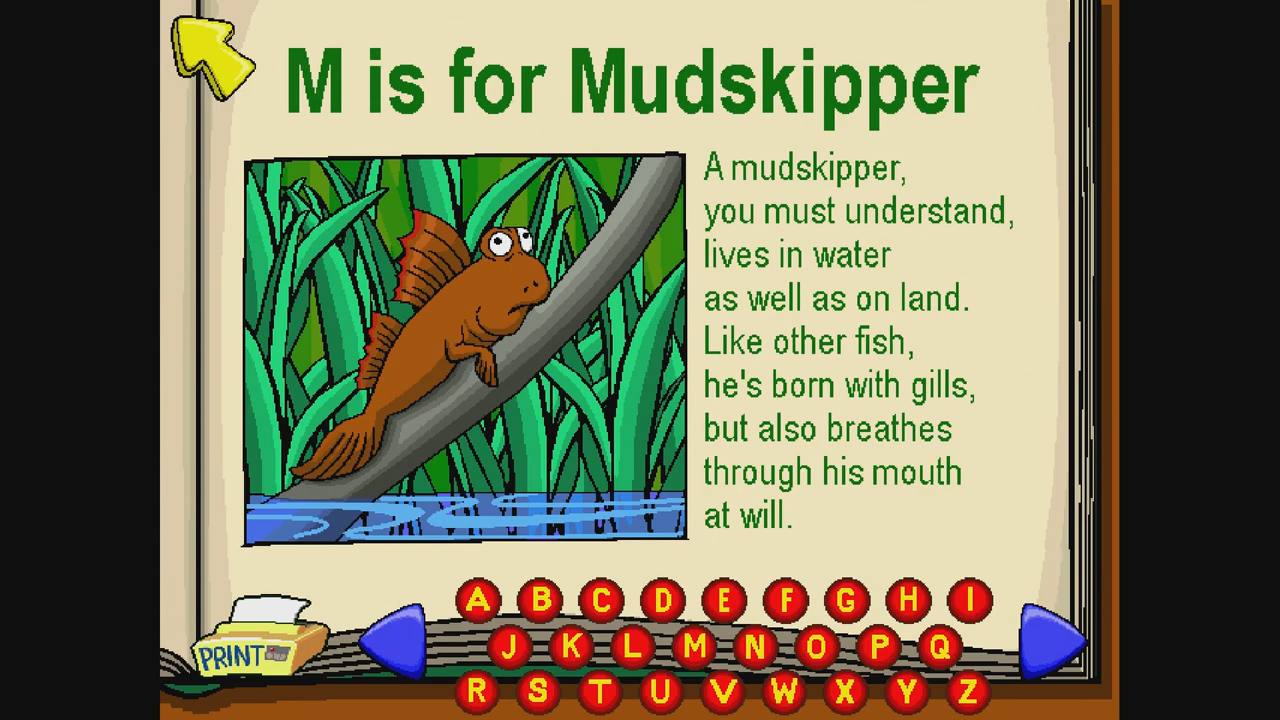 M is for Mudskipper
A mudskipper,
you must understand,
lives in water
as well as on land.
Like other fish,
he's born with gills,
but also breathes
through his mouth
at will.
PRINT
A B C D E F G H I
J K L M N O P Q
R S T U V W X Y Z